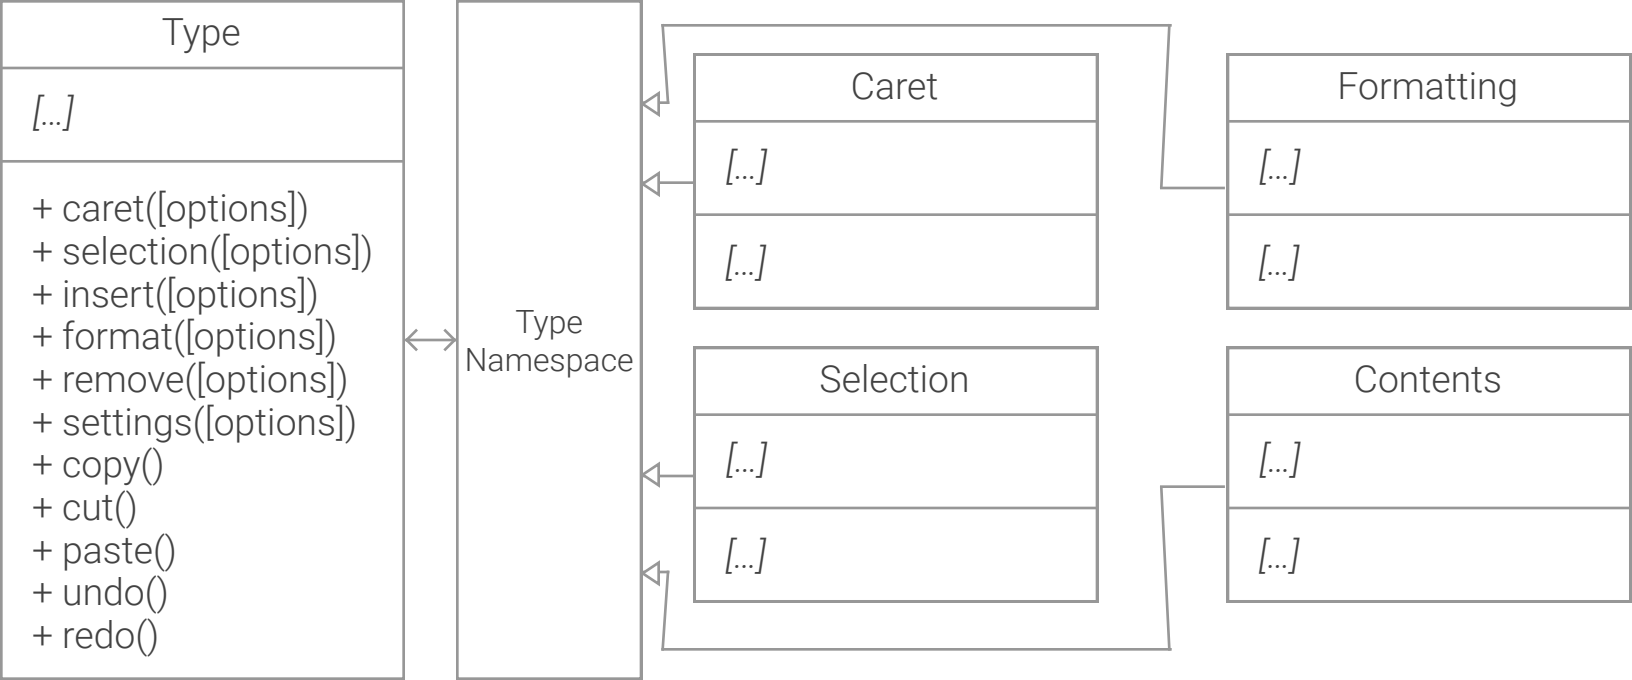 Type
[...]
+ caret([options])
+ selection([options])
+ insert([options])
+ format([options])
+ remove([options])
+ settings([options])
+ copy()
+ cut()
+ paste()
+ undo()
+ redo()
Type
Namespace
Caret
[...]
[...]
Formatting
[...]
[...]
Selection
[...]
[...]
Contents
[...]
[...]